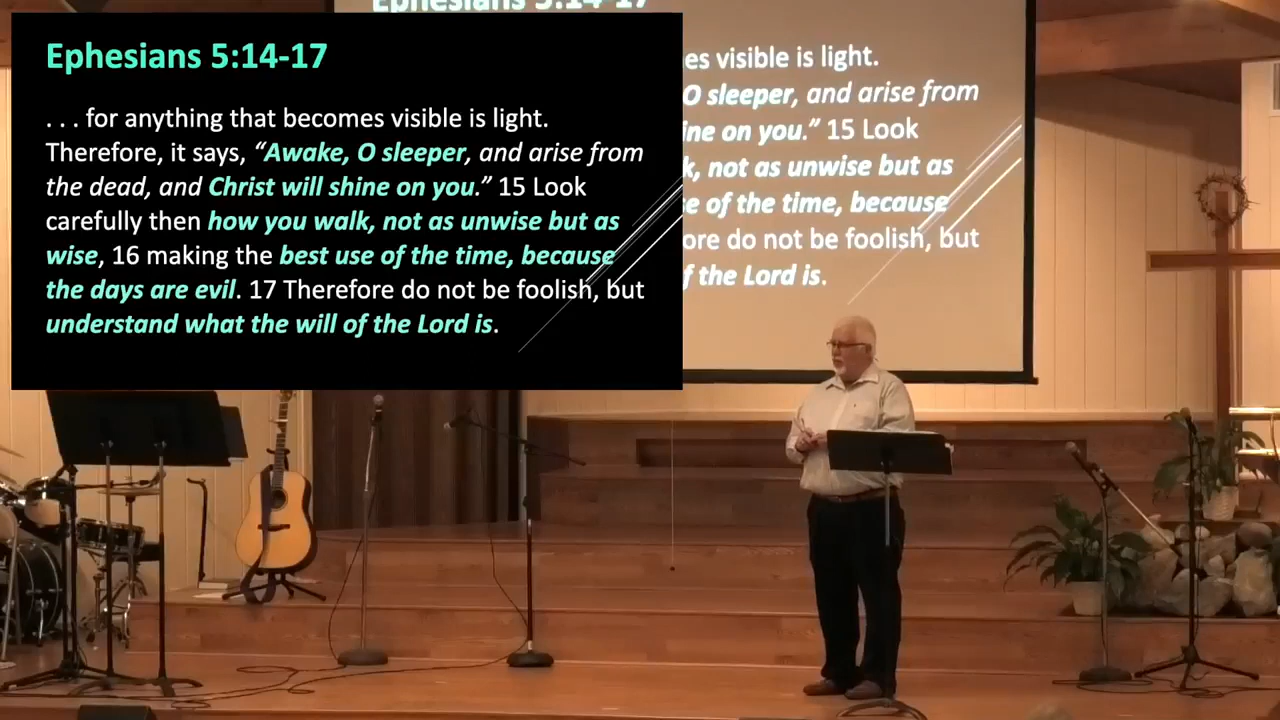 Ephesians 5:14-17
. . . for anything that becomes visible is light.
Therefore, it says, “Awake, O sleeper, and arise from
the dead, and Christ will shine on you.” 15 Look
carefully then how you walk, not as unwise but as
wise, 16 making the best use of the time, because
the days are evil. 17 Therefore do not be foolish, but
understand what the will of the Lord is.
Ephesians 5:14-17
es visible is light.
O sleeper, and arise from
ine on you.” 15 Look
k, not as unwise but as
e of the time, because
ore do not be foolish, but
f the Lord is.